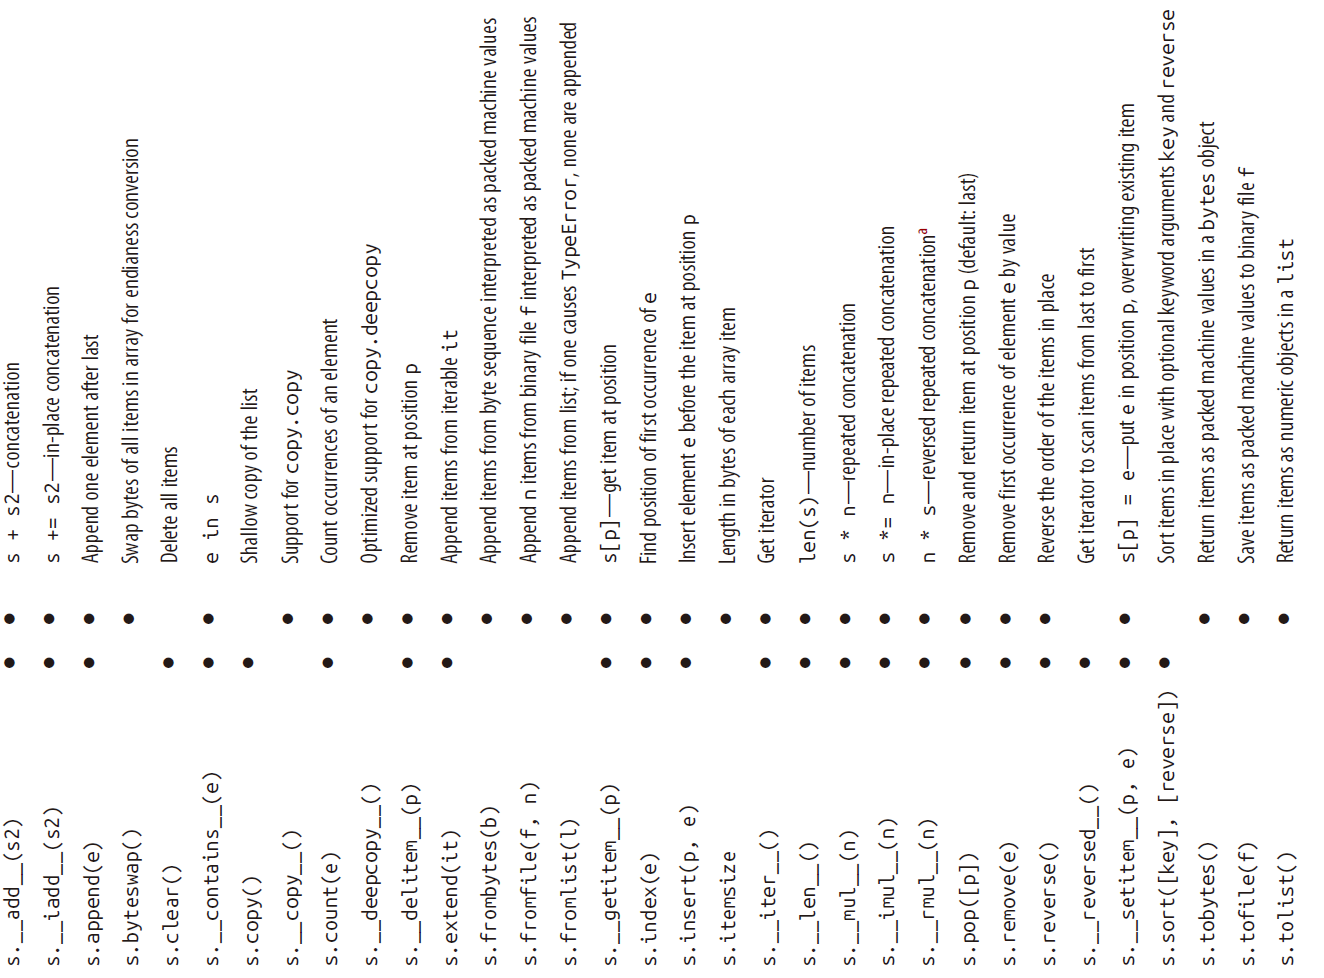 s.__add__(s2) ● ● s + s2—concatenation
s.__iadd__(s2) ● ● s += s2—in-place concatenation
s.append(e) ● ● Append one element after last
s.byteswap() ● Swap bytes of all items in array for endianess conversion
s.clear() ● Delete all items
s.__contains__(e) ● ● e in s
s.copy() ● Shallow copy of the list
s.__copy__() ● Support for copy.copy
s.count(e) ● ● Count occurrences of an element
s.__deepcopy__() ● Optimized support for copy.deepcopy
s.__delitem__(p) ● ● Remove item at position p
s.extend(it) ● ● Append items from iterable it
s.frombytes(b) ● Append items from byte sequence interpreted as packed machine values
s.fromfile(f, n) ● Append n items from binary file f interpreted as packed machine values
s.fromlist(l) ● Append items from list; if one causes TypeError, none are appended
s.__getitem__(p) ● ● s[p]—get item at position
s.index(e) ● ● Find position of first occurrence of e
s.insert(p, e) ● ● Insert element e before the item at position p
s.itemsize ● Length in bytes of each array item
s.__iter__() ● ● Get iterator
s.__len__() ● ● len(s)—number of items
s.__mul__(n) ● ● s * n—repeated concatenation
s.__imul__(n) ● ● s *= n—in-place repeated concatenation
s.__rmul__(n) ● ● n * s—reversed repeated concatenationa
s.pop([p]) ● ● Remove and return item at position p (default: last)
s.remove(e) ● ● Remove first occurrence of element e by value
s.reverse() ● ● Reverse the order of the items in place
s.__reversed__() ● Get iterator to scan items from last to first
s.__setitem__(p, e) ● ● s[p] = e—put e in position p, overwriting existing item
s.sort([key], [reverse]) ● Sort items in place with optional keyword arguments key and reverse
s.tobytes() ● Return items as packed machine values in a bytes object
s.tofile(f) ● Save items as packed machine values to binary file f
s.tolist() ● Return items as numeric objects in a list